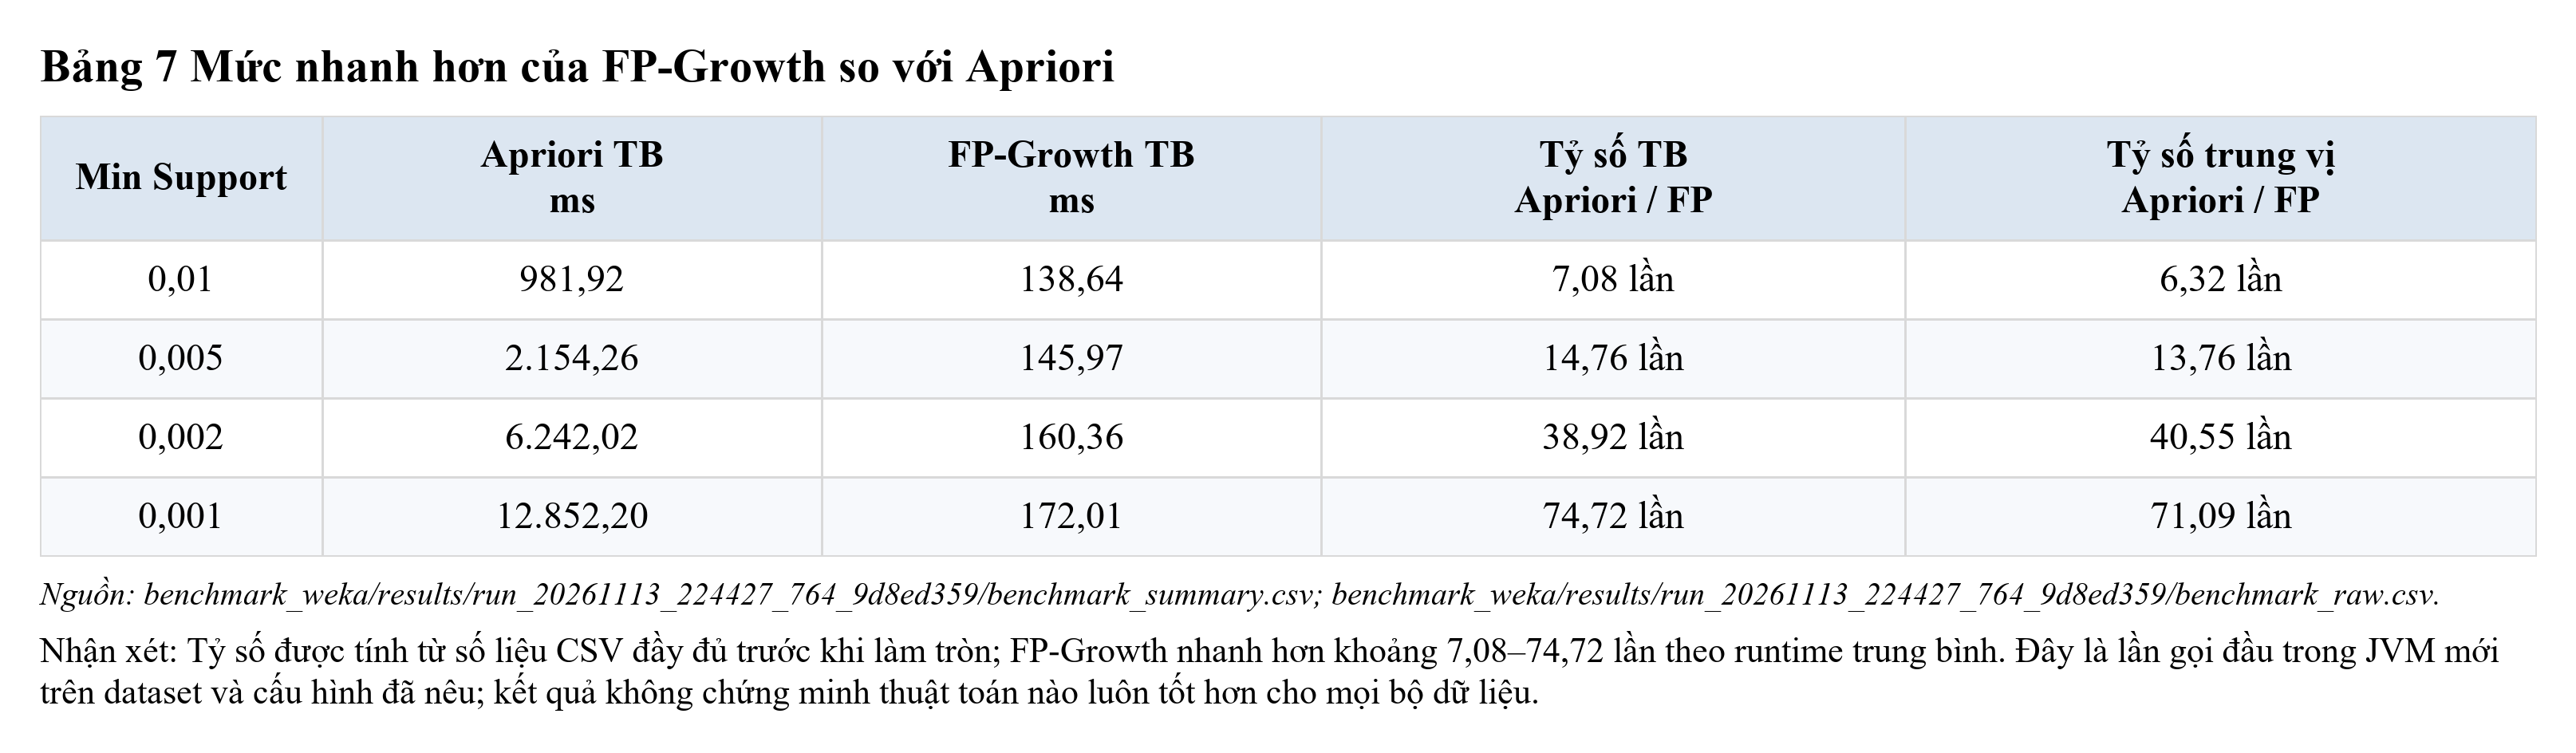 Bảng 7 Mức nhanh hơn của FP-Growth so với Apriori
Min Support | Apriori TB ms | FP-Growth TB ms | Tỷ số TB Apriori / FP | Tỷ số trung vị Apriori / FP
0,01 | 981,92 | 138,64 | 7,08 lần | 6,32 lần
0,005 | 2.154,26 | 145,97 | 14,76 lần | 13,76 lần
0,002 | 6.242,02 | 160,36 | 38,92 lần | 40,55 lần
0,001 | 12.852,20 | 172,01 | 74,72 lần | 71,09 lần
Nguồn: benchmark_weka/results/run_20261113_224427_764_9d8ed359/benchmark_summary.csv; benchmark_weka/results/run_20261113_224427_764_9d8ed359/benchmark_raw.csv.
Nhận xét: Tỷ số được tính từ số liệu CSV đầy đủ trước khi làm tròn; FP-Growth nhanh hơn khoảng 7,08–74,72 lần theo runtime trung bình. Đây là lần gọi đầu trong JVM mới
trên dataset và cấu hình đã nêu; kết quả không chứng minh thuật toán nào luôn tốt hơn cho mọi bộ dữ liệu.